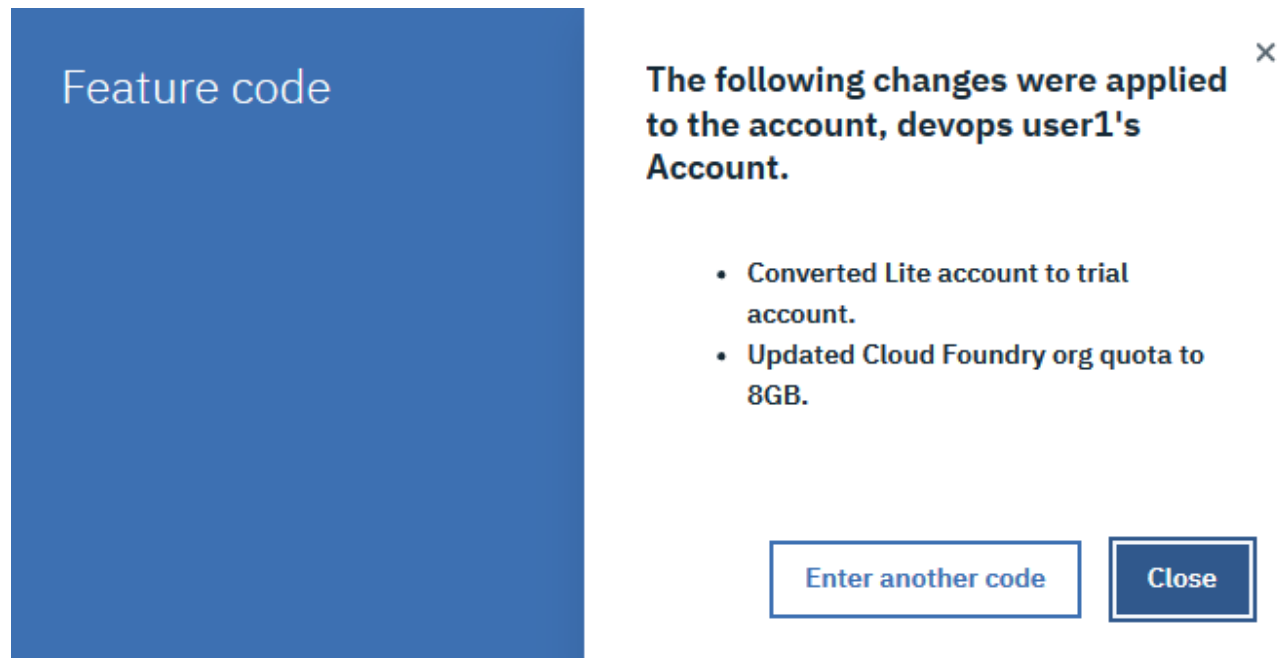 Feature code
The following changes were applied
to the account, devops user1's
Account.
• Converted Lite account to trial
account.
• Updated Cloud Foundry org quota to
8GB.
Enter another code
Close